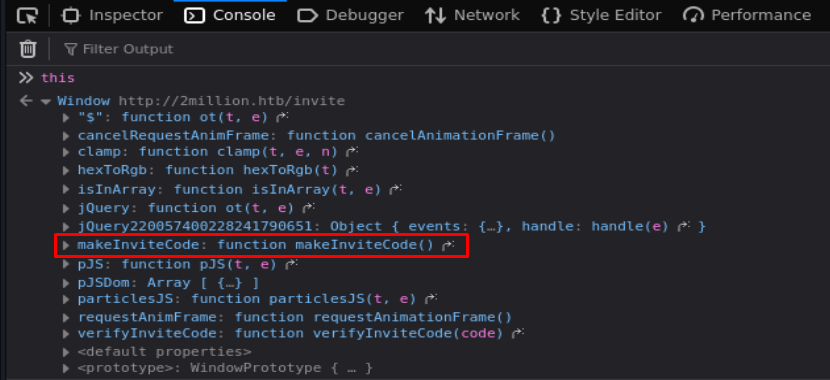 Inspector Console Debugger Network {} Style Editor Performance
Filter Output
>> this
Window http://2million.htb/invite
"$": function ot(t, e)
cancelRequestAnimFrame: function cancelAnimationFrame()
clamp: function clamp(t, e, n)
hexToRgb: function hexToRgb(t)
isInArray: function isInArray(t, e)
jQuery: function ot(t, e)
jQuery220057400228241790651: Object { events: {…}, handle: handle(e) }
makeInviteCode: function makeInviteCode()
pJS: function pJS(t, e)
pJSDom: Array [ {…} ]
particlesJS: function particlesJS(t, e)
requestAnimFrame: function requestAnimationFrame()
verifyInviteCode: function verifyInviteCode(code)
<default properties>
<prototype>: WindowPrototype { … }